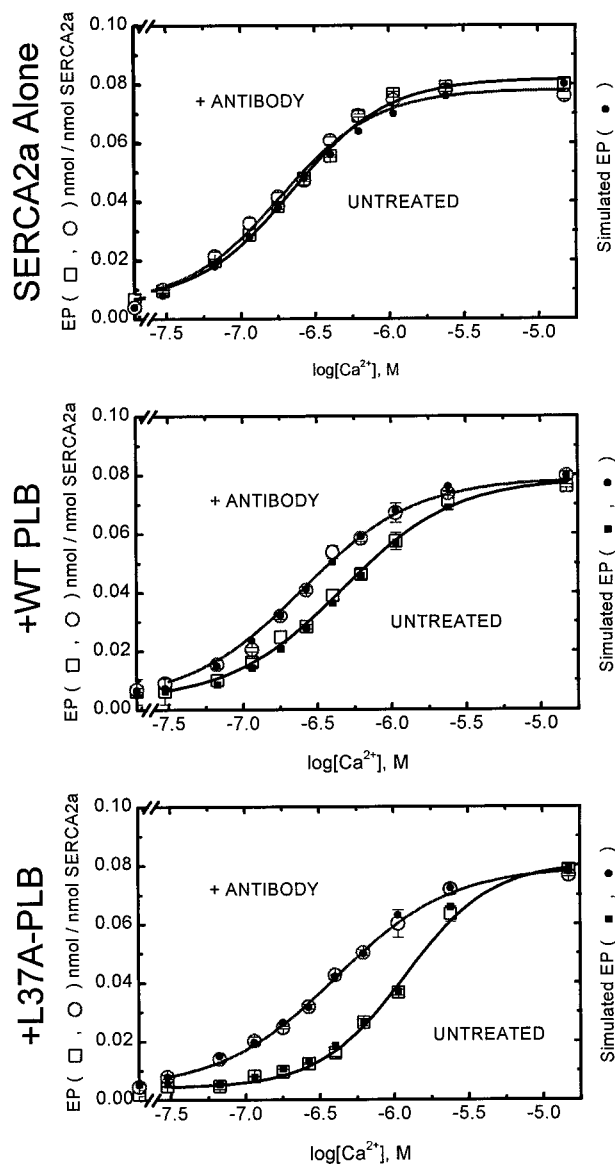 SERCA2a Alone
EP ( □ , ○ ) nmol / nmol SERCA2a
0.10
0.08
0.06
0.04
0.02
0.00
+ ANTIBODY
UNTREATED
-7.5 -7.0 -6.5 -6.0 -5.5 -5.0
log[Ca²⁺], M
Simulated EP ( ● )
+WT PLB
EP ( □ , ○ ) nmol / nmol SERCA2a
0.10
0.08
0.06
0.04
0.02
0.00
+ ANTIBODY
UNTREATED
-7.5 -7.0 -6.5 -6.0 -5.5 -5.0
log[Ca²⁺], M
Simulated EP ( ■ , ● )
+L37A-PLB
EP ( □ , ○ ) nmol / nmol SERCA2a
0.10
0.08
0.06
0.04
0.02
0.00
+ ANTIBODY
UNTREATED
-7.5 -7.0 -6.5 -6.0 -5.5 -5.0
log[Ca²⁺], M
Simulated EP ( ■ , ● )